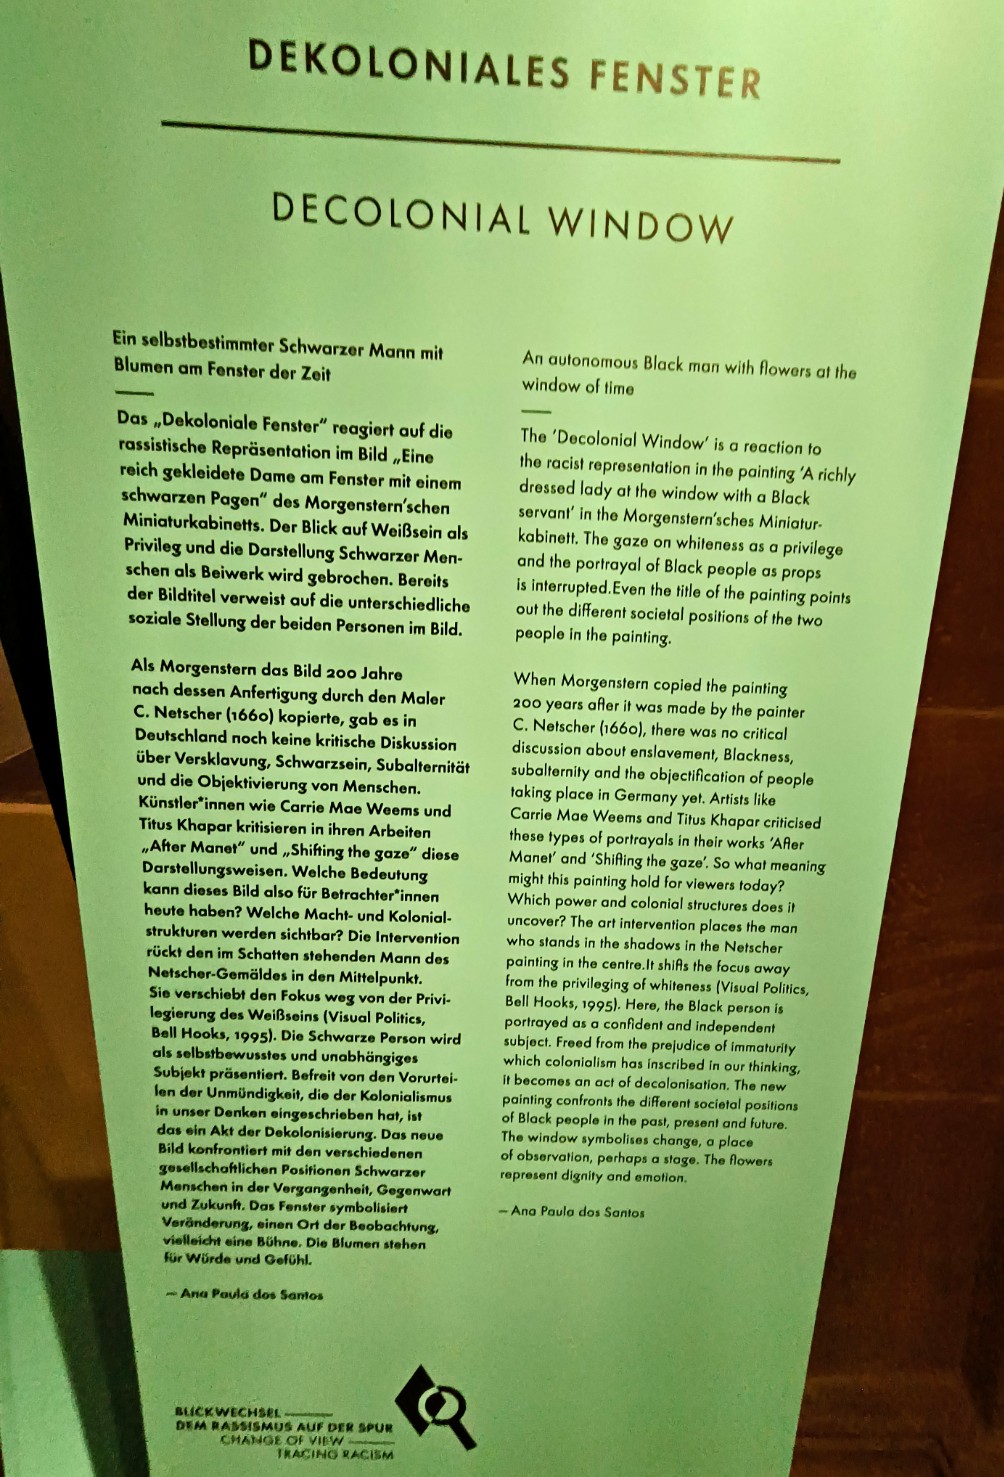 DEKOLONIALES FENSTER
DECOLONIAL WINDOW
Ein selbstbestimmter Schwarzer Mann mit
Blumen am Fenster der Zeit
Das „Dekoloniale Fenster“ reagiert auf die
rassistische Repräsentation im Bild „Eine
reich gekleidete Dame am Fenster mit einem
schwarzen Pagen“ des Morgenstern’schen
Miniaturkabinetts. Der Blick auf Weißsein als
Privileg und die Darstellung Schwarzer Men-
schen als Beiwerk wird gebrochen. Bereits
der Bildtitel verweist auf die unterschiedliche
soziale Stellung der beiden Personen im Bild.
Als Morgenstern das Bild 200 Jahre
nach dessen Anfertigung durch den Maler
C. Netscher (1660) kopierte, gab es in
Deutschland noch keine kritische Diskussion
über Versklavung, Schwarzsein, Subalternität
und die Objektivierung von Menschen.
Künstler*innen wie Carrie Mae Weems und
Titus Khapar kritisieren in ihren Arbeiten
„After Manet“ und „Shifting the gaze“ diese
Darstellungsweisen. Welche Bedeutung
kann dieses Bild also für Betrachter*innen
heute haben? Welche Macht- und Kolonial-
strukturen werden sichtbar? Die Intervention
rückt den im Schatten stehenden Mann des
Netscher-Gemäldes in den Mittelpunkt.
Sie verschiebt den Fokus weg von der Privi-
legierung des Weißseins (Visual Politics,
Bell Hooks, 1995). Die Schwarze Person wird
als selbstbewusstes und unabhängiges
Subjekt präsentiert. Befreit von den Vorurtei-
len der Unmündigkeit, die der Kolonialismus
in unser Denken eingeschrieben hat, ist
das ein Akt der Dekolonisierung. Das neue
Bild konfrontiert mit den verschiedenen
gesellschaftlichen Positionen Schwarzer
Menschen in der Vergangenheit, Gegenwart
und Zukunft. Das Fenster symbolisiert
Veränderung, einen Ort der Beobachtung,
vielleicht eine Bühne. Die Blumen stehen
für Würde und Gefühl.
– Ana Paula dos Santos
An autonomous Black man with flowers at the
window of time
The ‘Decolonial Window’ is a reaction to
the racist representation in the painting ‘A richly
dressed lady at the window with a Black
servant’ in the Morgenstern’sches Miniatur-
kabinett. The gaze on whiteness as a privilege
and the portrayal of Black people as props
is interrupted.Even the title of the painting points
out the different societal positions of the two
people in the painting.
When Morgenstern copied the painting
200 years after it was made by the painter
C. Netscher (1660), there was no critical
discussion about enslavement, Blackness,
subalternity and the objectification of people
taking place in Germany yet. Artists like
Carrie Mae Weems and Titus Khapar criticised
these types of portrayals in their works ‘After
Manet’ and ‘Shifting the gaze’. So what meaning
might this painting hold for viewers today?
Which power and colonial structures does it
uncover? The art intervention places the man
who stands in the shadows in the Netscher
painting in the centre.It shifts the focus away
from the privileging of whiteness (Visual Politics,
Bell Hooks, 1995). Here, the Black person is
portrayed as a confident and independent
subject. Freed from the prejudice of immaturity
which colonialism has inscribed in our thinking,
it becomes an act of decolonisation. The new
painting confronts the different societal positions
of Black people in the past, present and future.
The window symbolises change, a place
of observation, perhaps a stage. The flowers
represent dignity and emotion.
– Ana Paula dos Santos
BLICKWECHSEL
DEM RASSISMUS AUF DER SPUR
CHANGE OF VIEW
TRACING RACISM